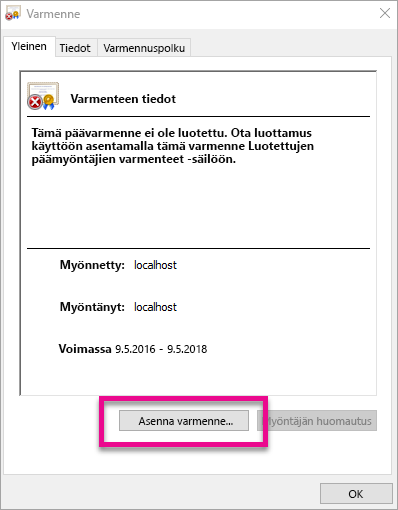 Varmenne
Yleinen Tiedot Varmennuspolku
Varmenteen tiedot
Tämä päävarmenne ei ole luotettu. Ota luottamus
käyttöön asentamalla tämä varmenne Luotettujen
päämyöntäjien varmenteet -säilöön.
Myönnetty: localhost
Myöntänyt: localhost
Voimassa 9.5.2016 - 9.5.2018
Asenna varmenne... Myöntäjän huomautus
OK